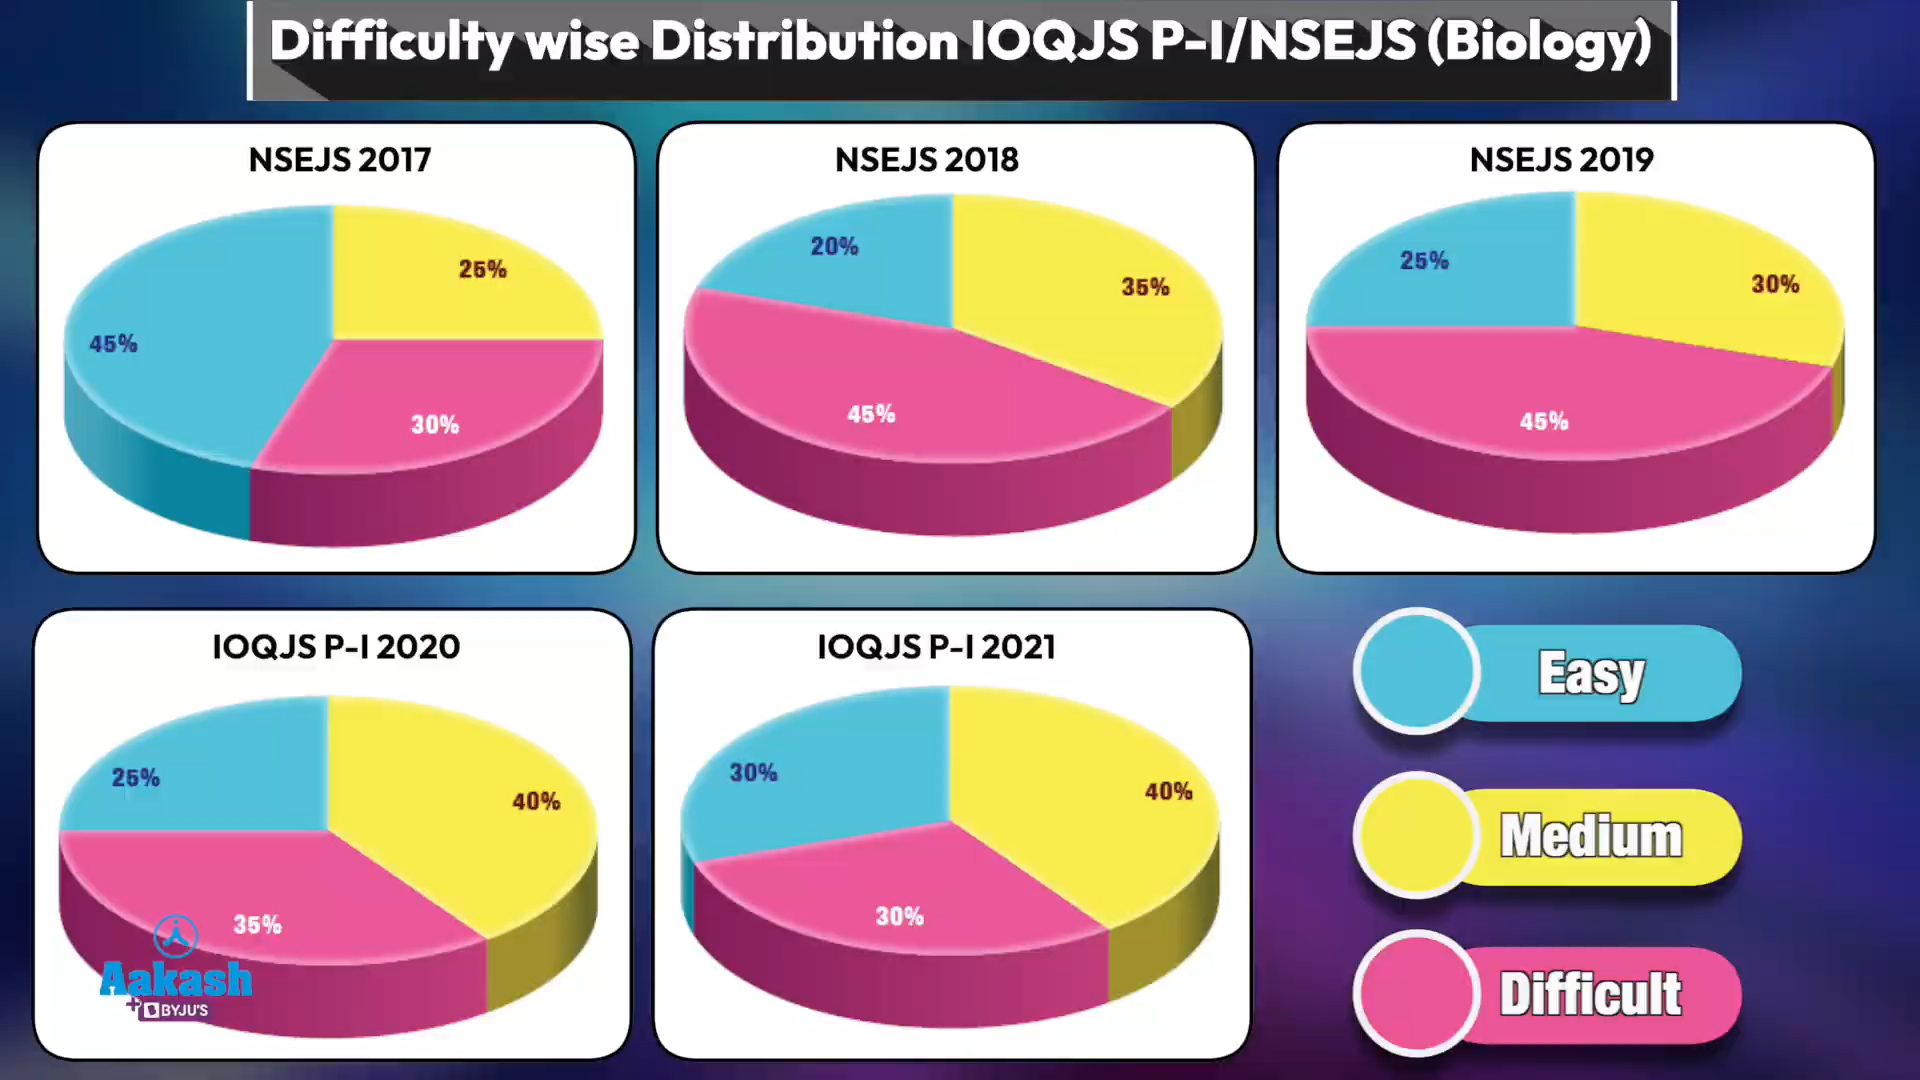 Difficulty wise Distribution IOQJS P-I/NSEJS (Biology)
NSEJS 2017
25%
45%
30%
NSEJS 2018
20%
35%
45%
NSEJS 2019
25%
30%
45%
IOQJS P-I 2020
25%
40%
35%
Aakash
+ BYJU'S
IOQJS P-I 2021
30%
40%
30%
Easy
Medium
Difficult